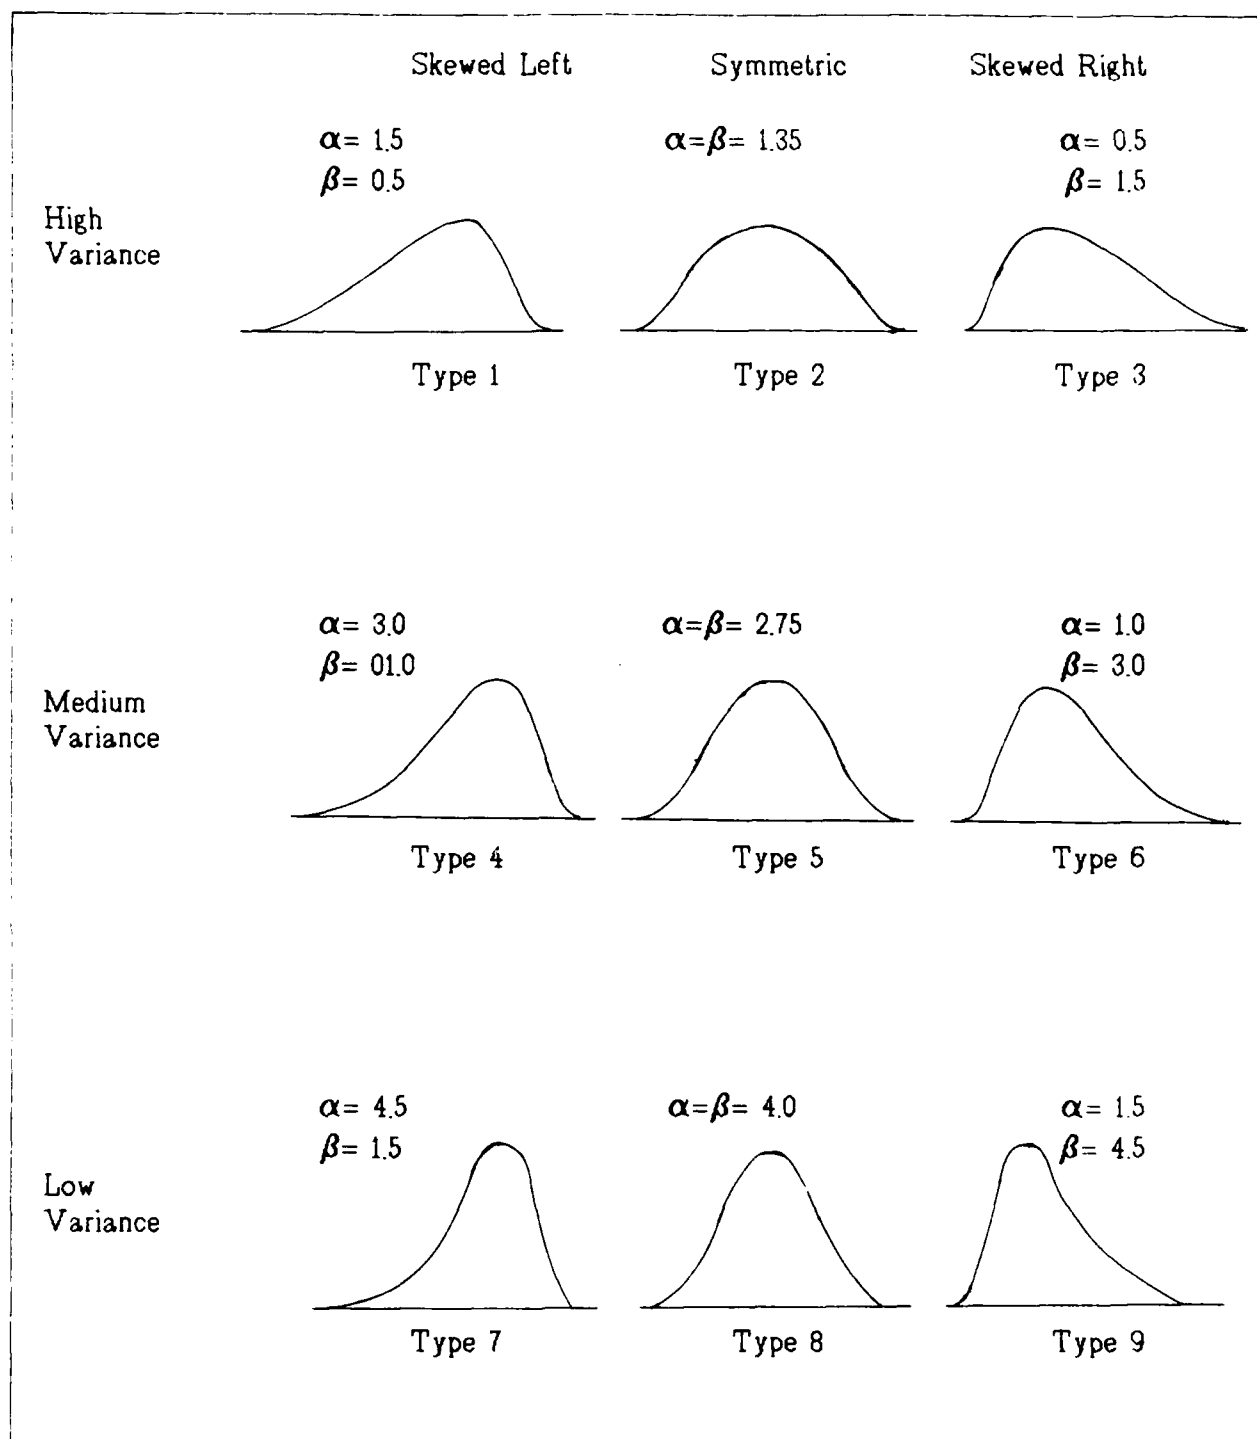 Skewed Left Symmetric Skewed Right
α= 1.5 α=β= 1.35 α= 0.5
β= 0.5 β= 1.5
High
Variance
Type 1 Type 2 Type 3
α= 3.0 α=β= 2.75 α= 1.0
β= 01.0 β= 3.0
Medium
Variance
Type 4 Type 5 Type 6
α= 4.5 α=β= 4.0 α= 1.5
β= 1.5 β= 4.5
Low
Variance
Type 7 Type 8 Type 9